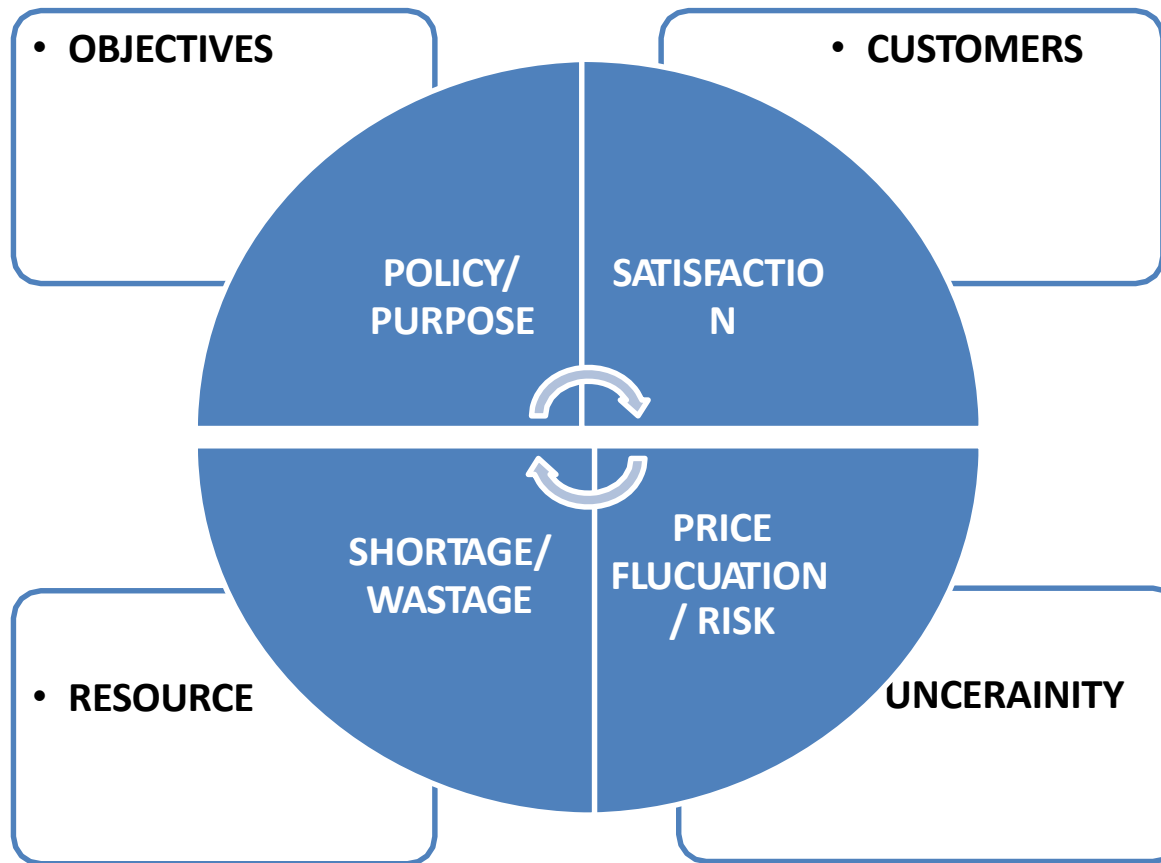 • OBJECTIVES
• CUSTOMERS
POLICY/
PURPOSE
SATISFACTIO
N
SHORTAGE/
WASTAGE
PRICE
FLUCUATION
/ RISK
• RESOURCE
UNCERAINITY